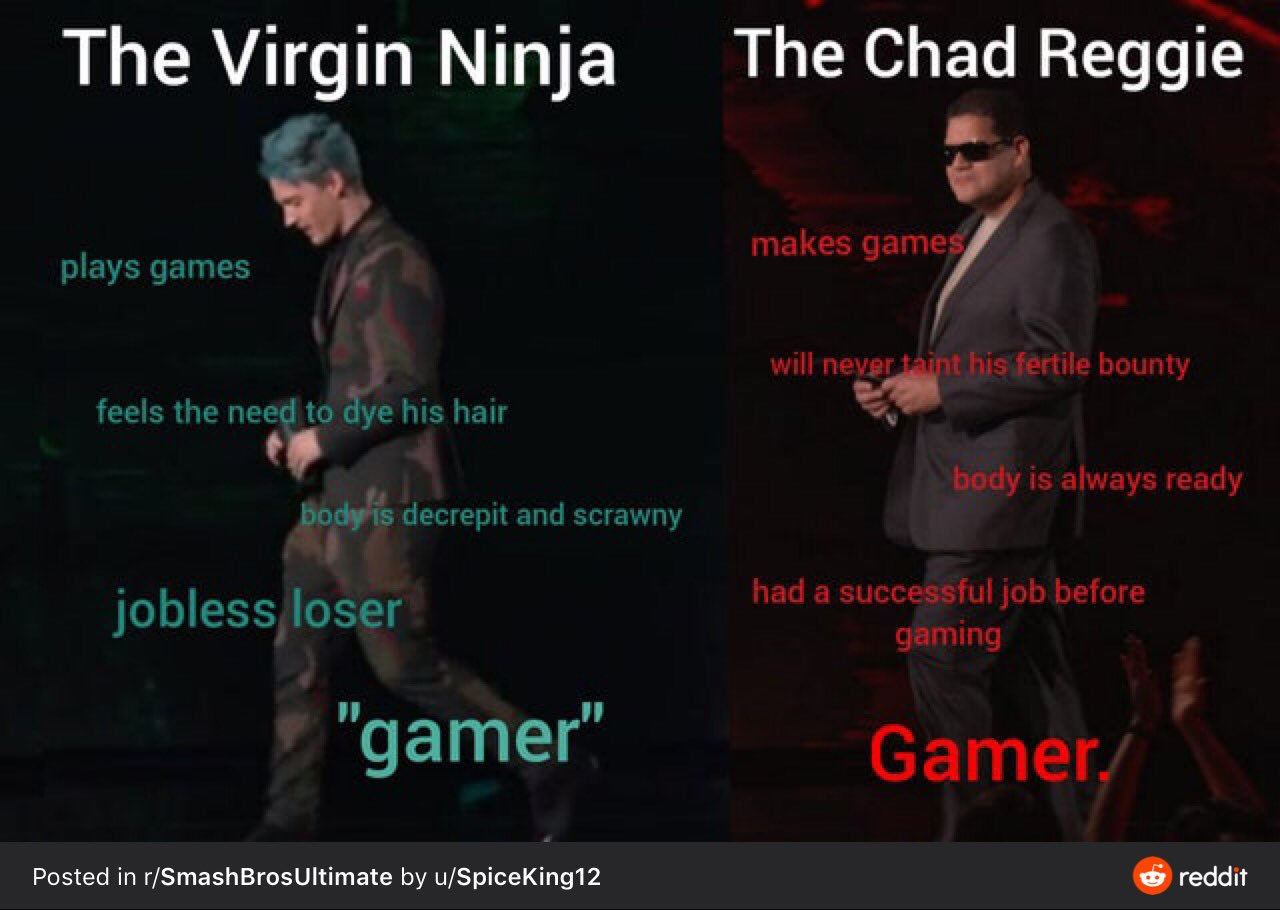 The Virgin Ninja
plays games
feels the need to dye his hair
body is decrepit and scrawny
jobless loser
"gamer"
The Chad Reggie
makes games
will never taint his fertile bounty
body is always ready
had a successful job before
gaming
Gamer.
Posted in r/SmashBrosUltimate by u/SpiceKing12
reddit